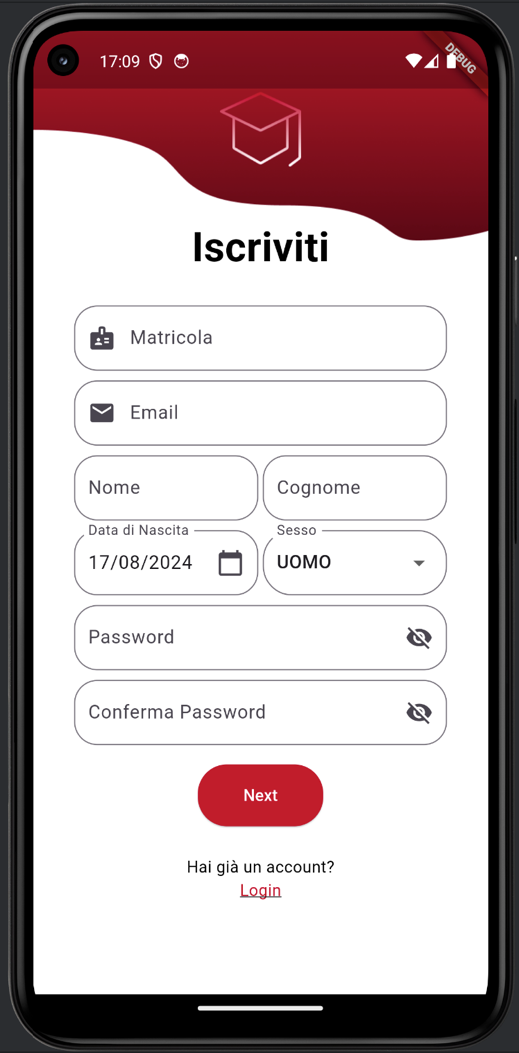 17:09
DEBUG
Iscriviti
Matricola
Email
Nome Cognome
Data di Nascita Sesso
17/08/2024 UOMO
Password
Conferma Password
Next
Hai già un account?
Login